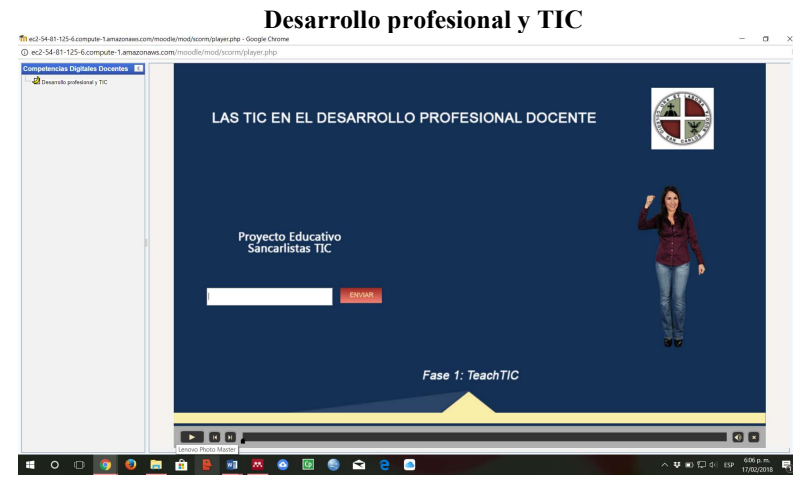 Desarrollo profesional y TIC
ec2-54-81-125-6.compute-1.amazonaws.com/moodle/mod/scorm/player.php - Google Chrome
ec2-54-81-125-6.compute-1.amazonaws.com/moodle/mod/scorm/player.php
Competencias Digitales Docentes
Desarrollo profesional y TIC
LAS TIC EN EL DESARROLLO PROFESIONAL DOCENTE
Proyecto Educativo
Sancarlistas TIC
ENVIAR
Fase 1: TeachTIC
Lenovo Photo Master
ESP
6:06 p. m.
17/02/2018